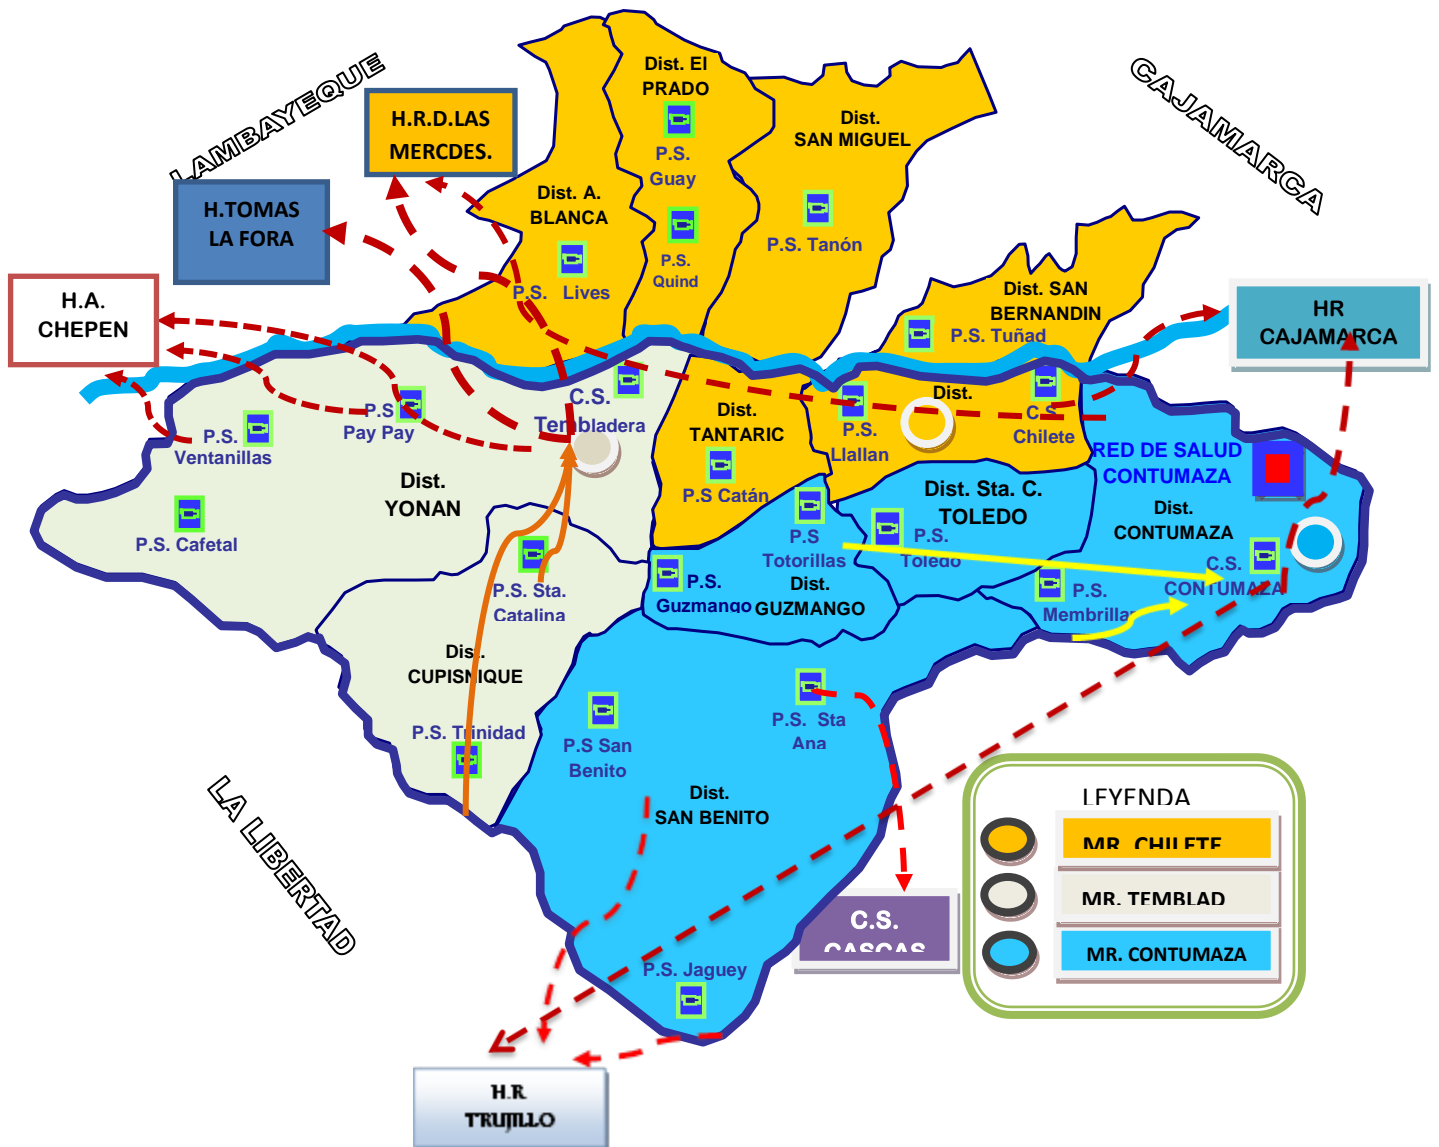 LAMBAYEQUE
CAJAMARCA
H.R.D.LAS
MERCDES.
H.TOMAS
LA FORA
H.A.
CHEPEN
HR
CAJAMARCA
Dist. El
PRADO
P.S.
Guay
P.S.
Quind
Dist.
SAN MIGUEL
P.S. Tanón
Dist. A.
BLANCA
P.S. Lives
Dist. SAN
BERNANDIN
P.S. Tuñad
C.S.
Tembladera
P.S
Pay Pay
P.S.
Ventanillas
Dist.
YONAN
P.S. Cafetal
Dist.
TANTARIC
P.S Catán
P.S.
Llallan
Dist.
C.S.
Chilete
RED DE SALUD
CONTUMAZA
Dist.
CONTUMAZA
C.S.
CONTUMAZA
Dist. Sta. C.
TOLEDO
P.S.
Toledo
P.S
Totorillas
P.S.
Guzmango
Dist.
GUZMANGO
P.S.
Membrillar
P.S. Sta.
Catalina
Dist.
CUPISNIQUE
P.S. Trinidad
P.S San
Benito
P.S. Sta
Ana
Dist.
SAN BENITO
P.S. Jaguey
LA LIBERTAD
C.S.
CASCAS
H.R
TRUJILLO
LEYENDA
MR. CHILETE
MR. TEMBLAD
MR. CONTUMAZA